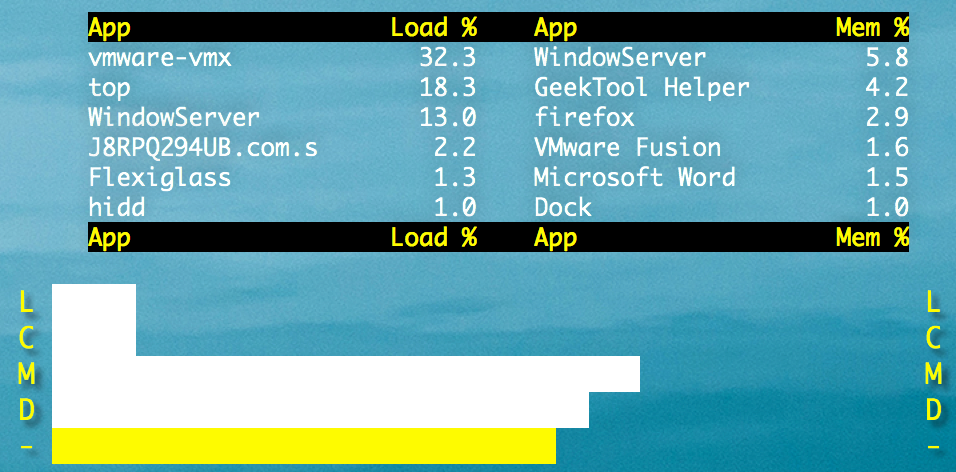 App Load % App Mem %
vmware-vmx 32.3 WindowServer 5.8
top 18.3 GeekTool Helper 4.2
WindowServer 13.0 firefox 2.9
J8RPQ294UB.com.s 2.2 VMware Fusion 1.6
Flexiglass 1.3 Microsoft Word 1.5
hidd 1.0 Dock 1.0
App Load % App Mem %
L L
C C
M M
D D
- -